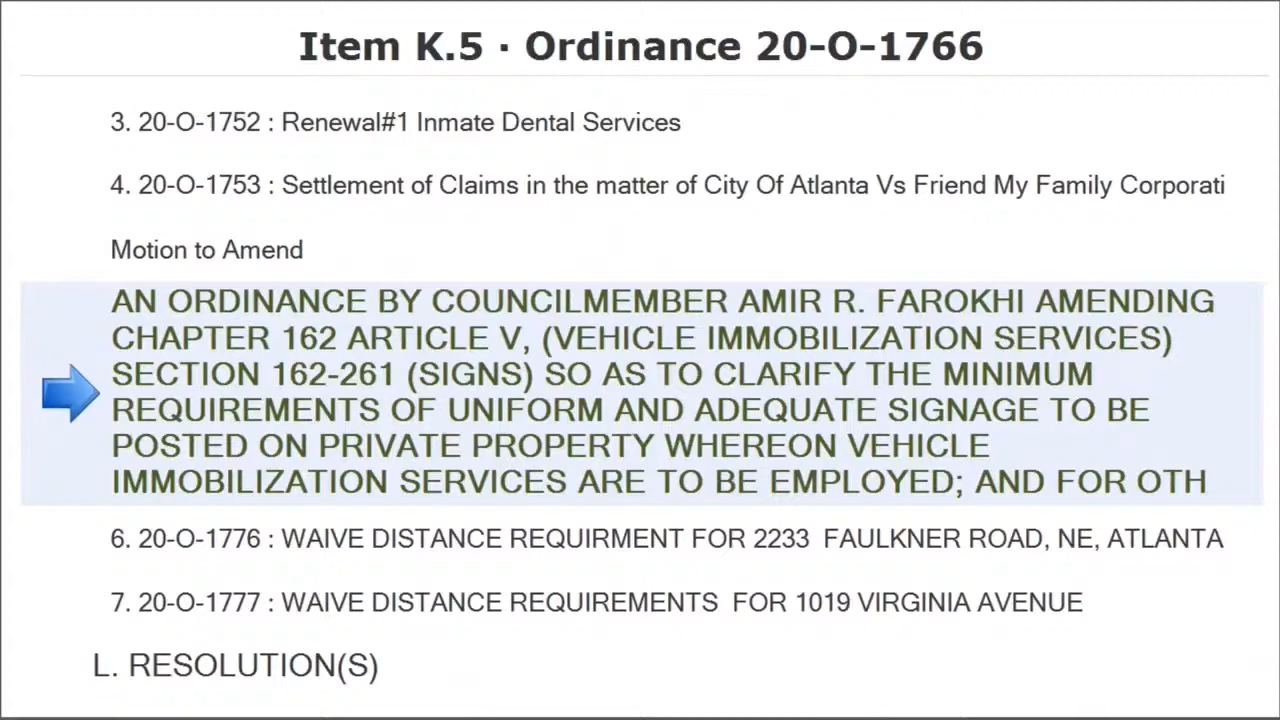 Item K.5 · Ordinance 20-O-1766
3. 20-O-1752 : Renewal#1 Inmate Dental Services
4. 20-O-1753 : Settlement of Claims in the matter of City Of Atlanta Vs Friend My Family Corporati
Motion to Amend
AN ORDINANCE BY COUNCILMEMBER AMIR R. FAROKHI AMENDING
CHAPTER 162 ARTICLE V, (VEHICLE IMMOBILIZATION SERVICES)
SECTION 162-261 (SIGNS) SO AS TO CLARIFY THE MINIMUM
REQUIREMENTS OF UNIFORM AND ADEQUATE SIGNAGE TO BE
POSTED ON PRIVATE PROPERTY WHEREON VEHICLE
IMMOBILIZATION SERVICES ARE TO BE EMPLOYED; AND FOR OTH
6. 20-O-1776 : WAIVE DISTANCE REQUIRMENT FOR 2233  FAULKNER ROAD, NE, ATLANTA
7. 20-O-1777 : WAIVE DISTANCE REQUIREMENTS  FOR 1019 VIRGINIA AVENUE
L. RESOLUTION(S)